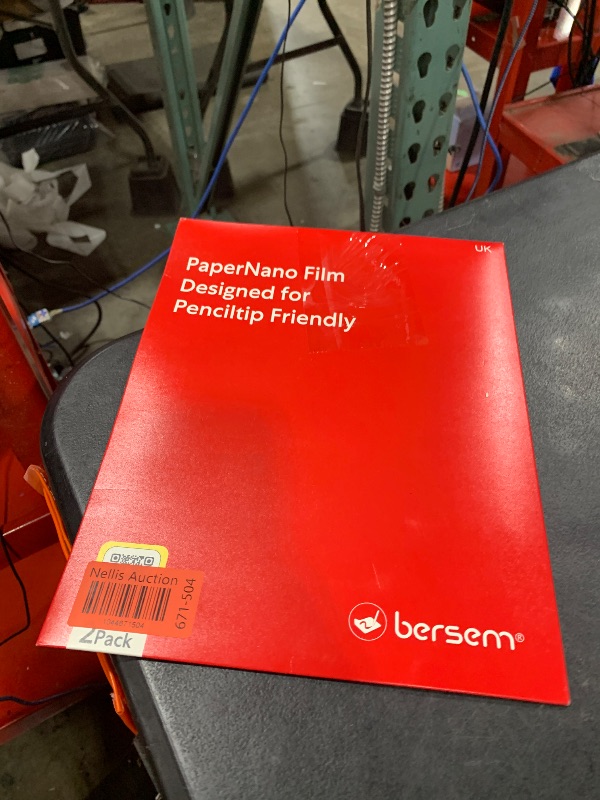 UK
PaperNano Film
Designed for
Penciltip Friendly
Nellis Auction
671-504
2Pack
bersem®